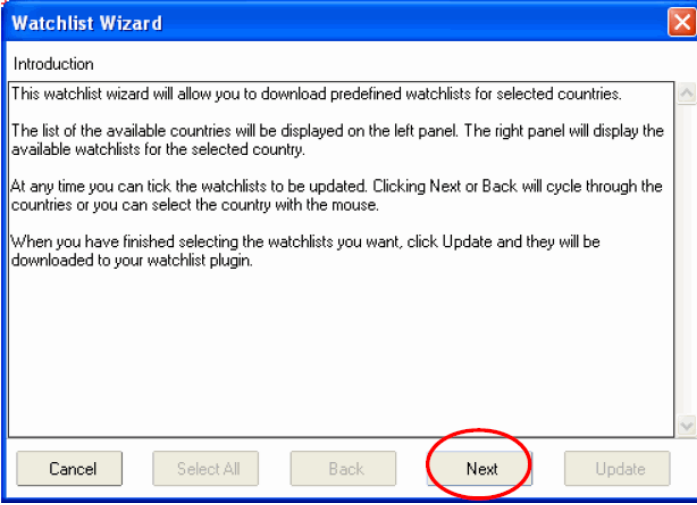 Watchlist Wizard
Introduction
This watchlist wizard will allow you to download predefined watchlists for selected countries.
The list of the available countries will be displayed on the left panel. The right panel will display the
available watchlists for the selected country.
At any time you can tick the watchlists to be updated. Clicking Next or Back will cycle through the
countries or you can select the country with the mouse.
When you have finished selecting the watchlists you want, click Update and they will be
downloaded to your watchlist plugin.
Cancel Select All Back Next Update